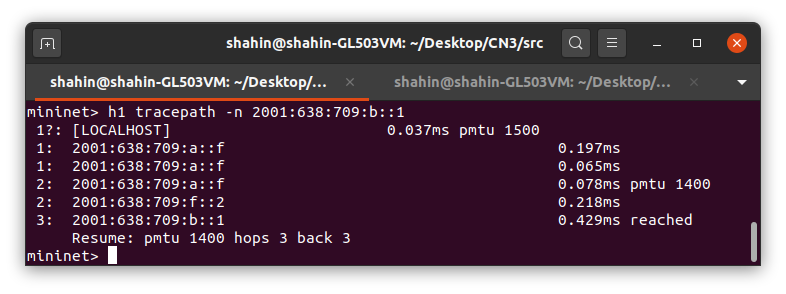 shahin@shahin-GL503VM: ~/Desktop/CN3/src
shahin@shahin-GL503VM: ~/Desktop/... × shahin@shahin-GL503VM: ~/Desktop/... ×
mininet> h1 tracepath -n 2001:638:709:b::1
 1?: [LOCALHOST]                        0.037ms pmtu 1500
 1:  2001:638:709:a::f                                     0.197ms
 1:  2001:638:709:a::f                                     0.065ms
 2:  2001:638:709:a::f                                     0.078ms pmtu 1400
 2:  2001:638:709:f::2                                     0.218ms
 3:  2001:638:709:b::1                                     0.429ms reached
     Resume: pmtu 1400 hops 3 back 3
mininet>